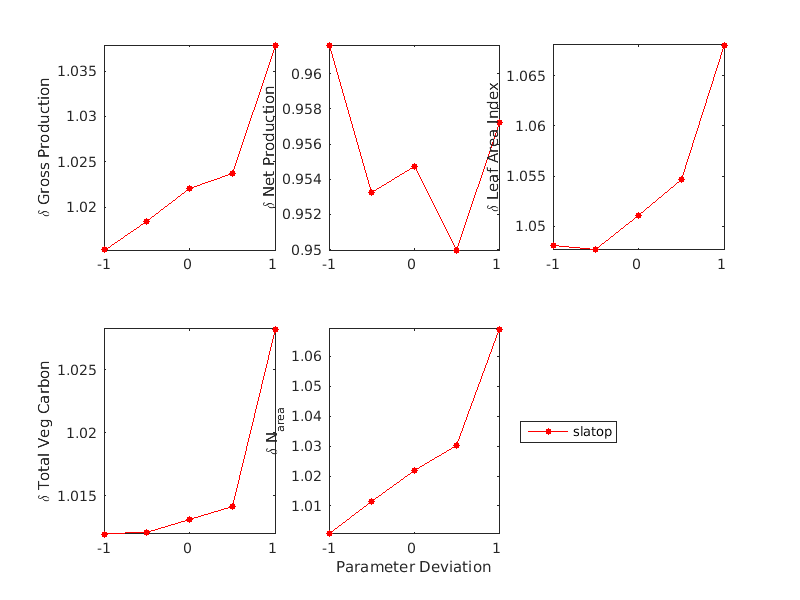 δ Gross Production
1.035
1.03
1.025
1.02
-1 0 1
δ Net Production
0.96
0.958
0.956
0.954
0.952
0.95
-1 0 1
δ Leaf Area Index
1.065
1.06
1.055
1.05
-1 0 1
δ Total Veg Carbon
1.025
1.02
1.015
-1 0 1
δ N_area
1.06
1.05
1.04
1.03
1.02
1.01
-1 0 1
Parameter Deviation
slatop